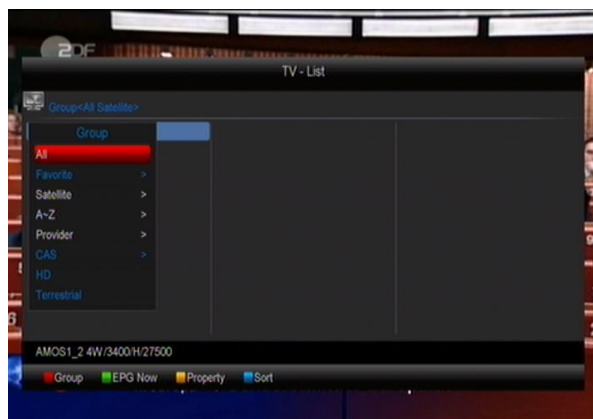 ZDF
TV - List
Group<All Satellite>
Group
All
Favorite >
Satellite >
A~Z >
Provider >
CAS >
HD
Terrestrial
AMOS1_2 4W/3400/H/27500
Group EPG Now Property Sort